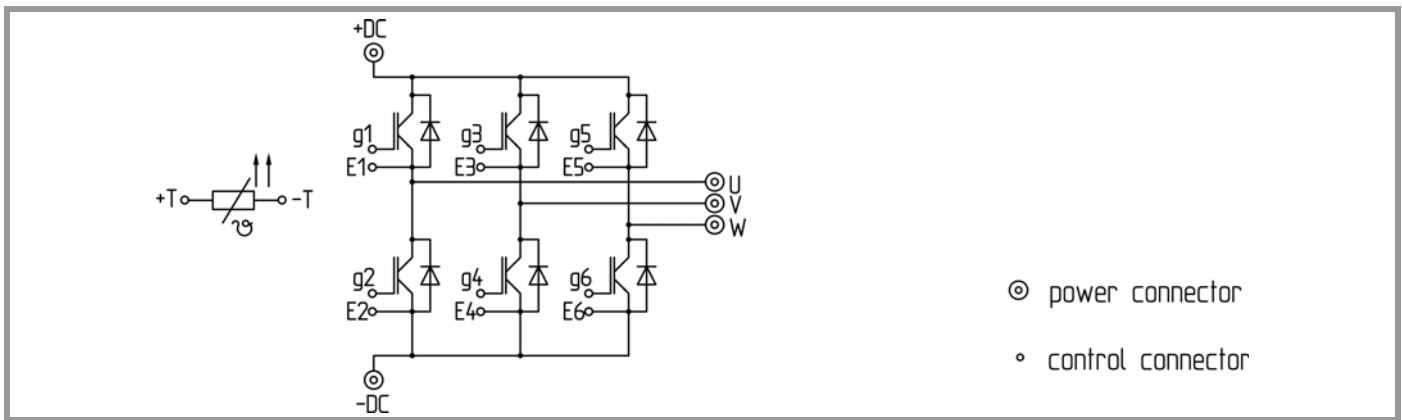 +DC
g1
g3
g5
E1
E3
E5
+T
-T
ϑ
U
V
W
g2
g4
g6
E2
E4
E6
-DC
power connector
control connector